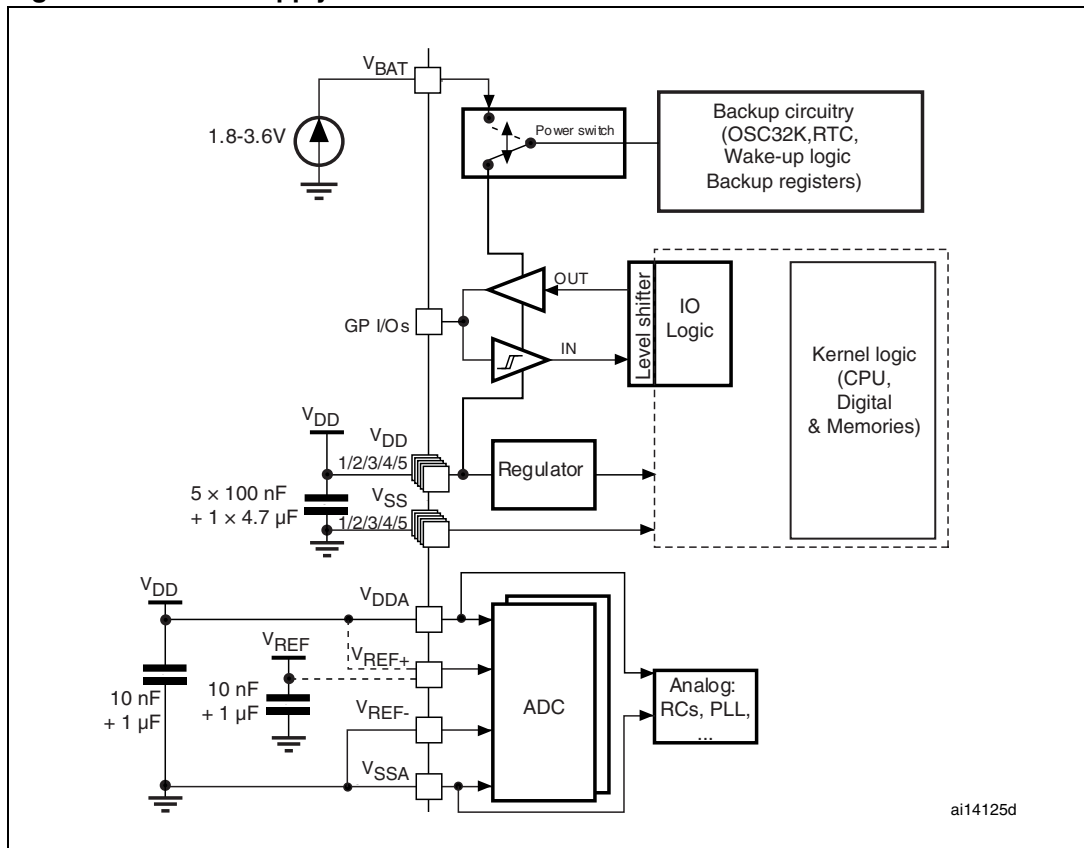 VBAT
1.8-3.6V
Power switch
Backup circuitry
(OSC32K,RTC,
Wake-up logic
Backup registers)
GP I/Os
OUT
IN
Level shifter
IO
Logic
Kernel logic
(CPU,
Digital
& Memories)
VDD
VDD
1/2/3/4/5
Regulator
5 × 100 nF
+ 1 × 4.7 µF
VSS
1/2/3/4/5
VDD
VDDA
VREF
VREF+
10 nF
+ 1 µF
10 nF
+ 1 µF
VREF-
VSSA
ADC
Analog:
RCs, PLL,
...
ai14125d